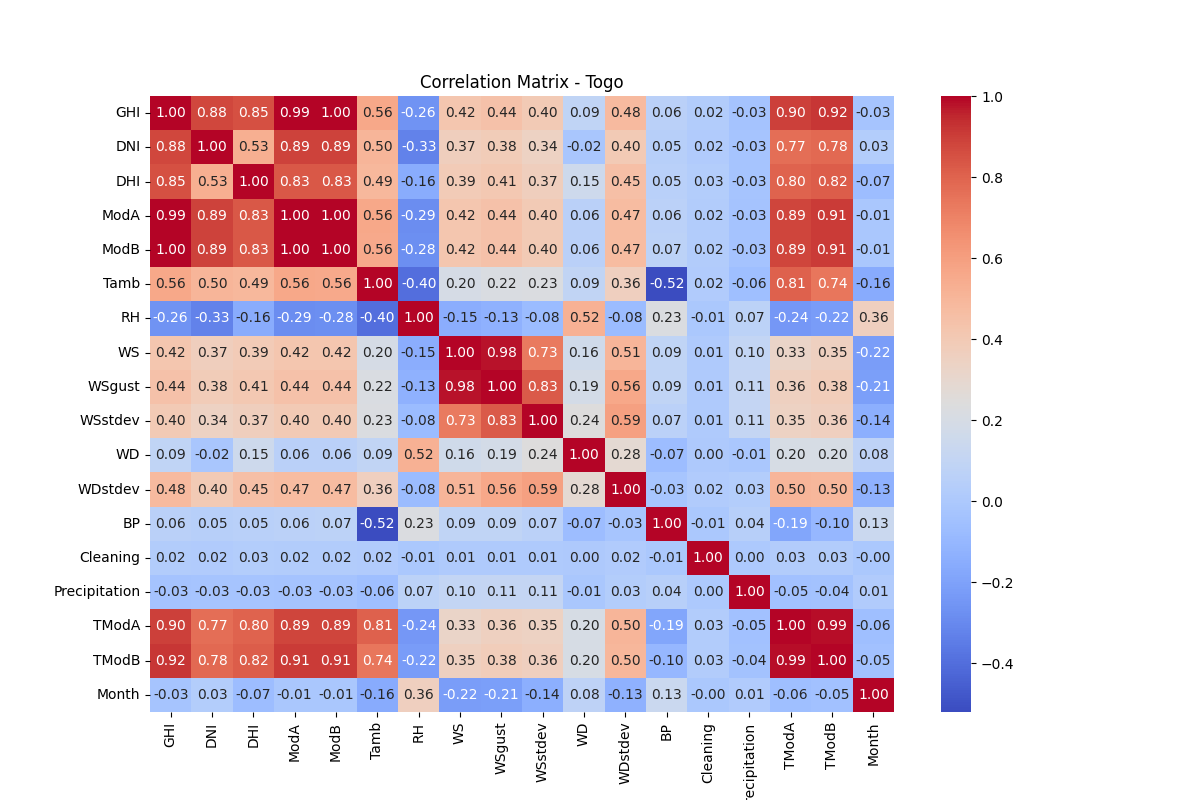 Correlation Matrix - Togo
GHI 1.00 0.88 0.85 0.99 1.00 0.56 -0.26 0.42 0.44 0.40 0.09 0.48 0.06 0.02 -0.03 0.90 0.92 -0.03
DNI 0.88 1.00 0.53 0.89 0.89 0.50 -0.33 0.37 0.38 0.34 -0.02 0.40 0.05 0.02 -0.03 0.77 0.78 0.03
DHI 0.85 0.53 1.00 0.83 0.83 0.49 -0.16 0.39 0.41 0.37 0.15 0.45 0.05 0.03 -0.03 0.80 0.82 -0.07
ModA 0.99 0.89 0.83 1.00 1.00 0.56 -0.29 0.42 0.44 0.40 0.06 0.47 0.06 0.02 -0.03 0.89 0.91 -0.01
ModB 1.00 0.89 0.83 1.00 1.00 0.56 -0.28 0.42 0.44 0.40 0.06 0.47 0.07 0.02 -0.03 0.89 0.91 -0.01
Tamb 0.56 0.50 0.49 0.56 0.56 1.00 -0.40 0.20 0.22 0.23 0.09 0.36 -0.52 0.02 -0.06 0.81 0.74 -0.16
RH -0.26 -0.33 -0.16 -0.29 -0.28 -0.40 1.00 -0.15 -0.13 -0.08 0.52 -0.08 0.23 -0.01 0.07 -0.24 -0.22 0.36
WS 0.42 0.37 0.39 0.42 0.42 0.20 -0.15 1.00 0.98 0.73 0.16 0.51 0.09 0.01 0.10 0.33 0.35 -0.22
WSgust 0.44 0.38 0.41 0.44 0.44 0.22 -0.13 0.98 1.00 0.83 0.19 0.56 0.09 0.01 0.11 0.36 0.38 -0.21
WSstdev 0.40 0.34 0.37 0.40 0.40 0.23 -0.08 0.73 0.83 1.00 0.24 0.59 0.07 0.01 0.11 0.35 0.36 -0.14
WD 0.09 -0.02 0.15 0.06 0.06 0.09 0.52 0.16 0.19 0.24 1.00 0.28 -0.07 0.00 -0.01 0.20 0.20 0.08
WDstdev 0.48 0.40 0.45 0.47 0.47 0.36 -0.08 0.51 0.56 0.59 0.28 1.00 -0.03 0.02 0.03 0.50 0.50 -0.13
BP 0.06 0.05 0.05 0.06 0.07 -0.52 0.23 0.09 0.09 0.07 -0.07 -0.03 1.00 -0.01 0.04 -0.19 -0.10 0.13
Cleaning 0.02 0.02 0.03 0.02 0.02 0.02 -0.01 0.01 0.01 0.01 0.00 0.02 -0.01 1.00 0.00 0.03 0.03 -0.00
Precipitation -0.03 -0.03 -0.03 -0.03 -0.03 -0.06 0.07 0.10 0.11 0.11 -0.01 0.03 0.04 0.00 1.00 -0.05 -0.04 0.01
TModA 0.90 0.77 0.80 0.89 0.89 0.81 -0.24 0.33 0.36 0.35 0.20 0.50 -0.19 0.03 -0.05 1.00 0.99 -0.06
TModB 0.92 0.78 0.82 0.91 0.91 0.74 -0.22 0.35 0.38 0.36 0.20 0.50 -0.10 0.03 -0.04 0.99 1.00 -0.05
Month -0.03 0.03 -0.07 -0.01 -0.01 -0.16 0.36 -0.22 -0.21 -0.14 0.08 -0.13 0.13 -0.00 0.01 -0.06 -0.05 1.00
GHI DNI DHI ModA ModB Tamb RH WS WSgust WSstdev WD WDstdev BP Cleaning recipitation TModA TModB Month
1.0
0.8
0.6
0.4
0.2
0.0
−0.2
−0.4